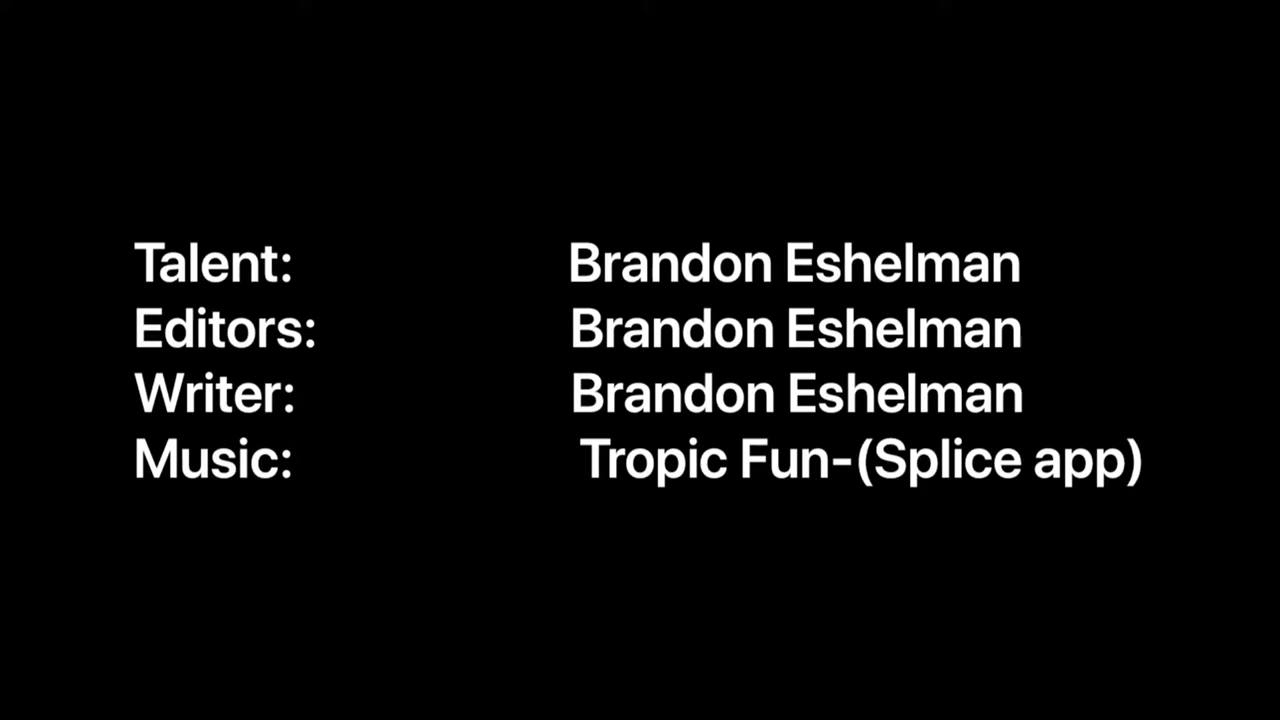 Talent: Brandon Eshelman
Editors: Brandon Eshelman
Writer: Brandon Eshelman
Music: Tropic Fun-(Splice app)